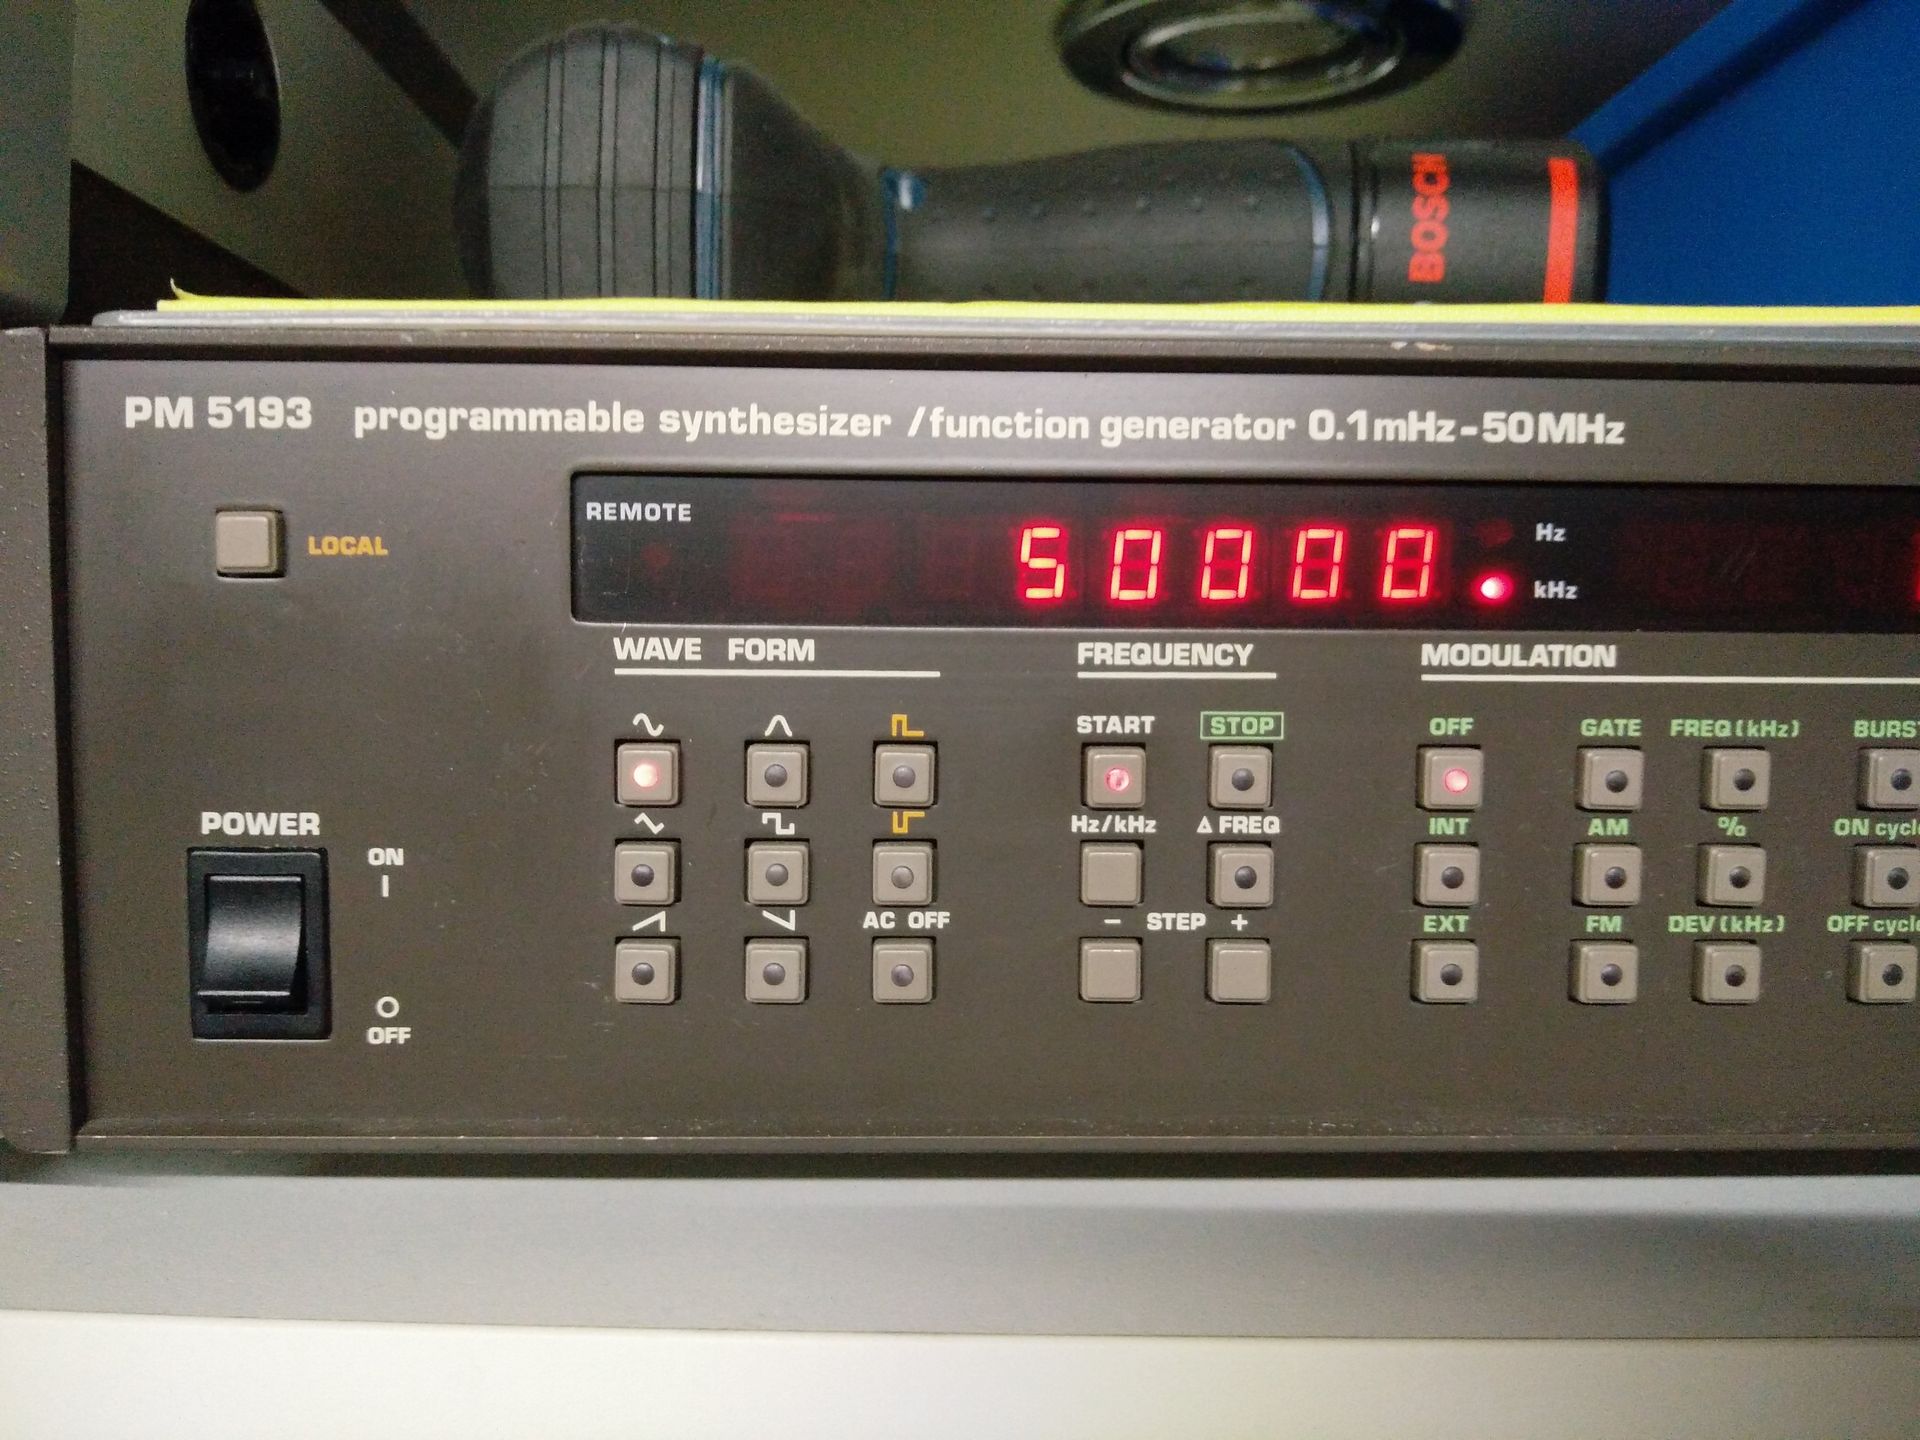 BOSCH
PM 5193 programmable synthesizer /function generator 0.1mHz-50MHz
REMOTE
LOCAL
50000
Hz
kHz
WAVE FORM
FREQUENCY
MODULATION
START
STOP
OFF
GATE
FREQ(kHz)
POWER
ON
I
O
OFF
Hz/kHz
Δ FREQ
INT
AM
%
ON
AC OFF
- STEP +
EXT
FM
DEV(kHz)
OFF